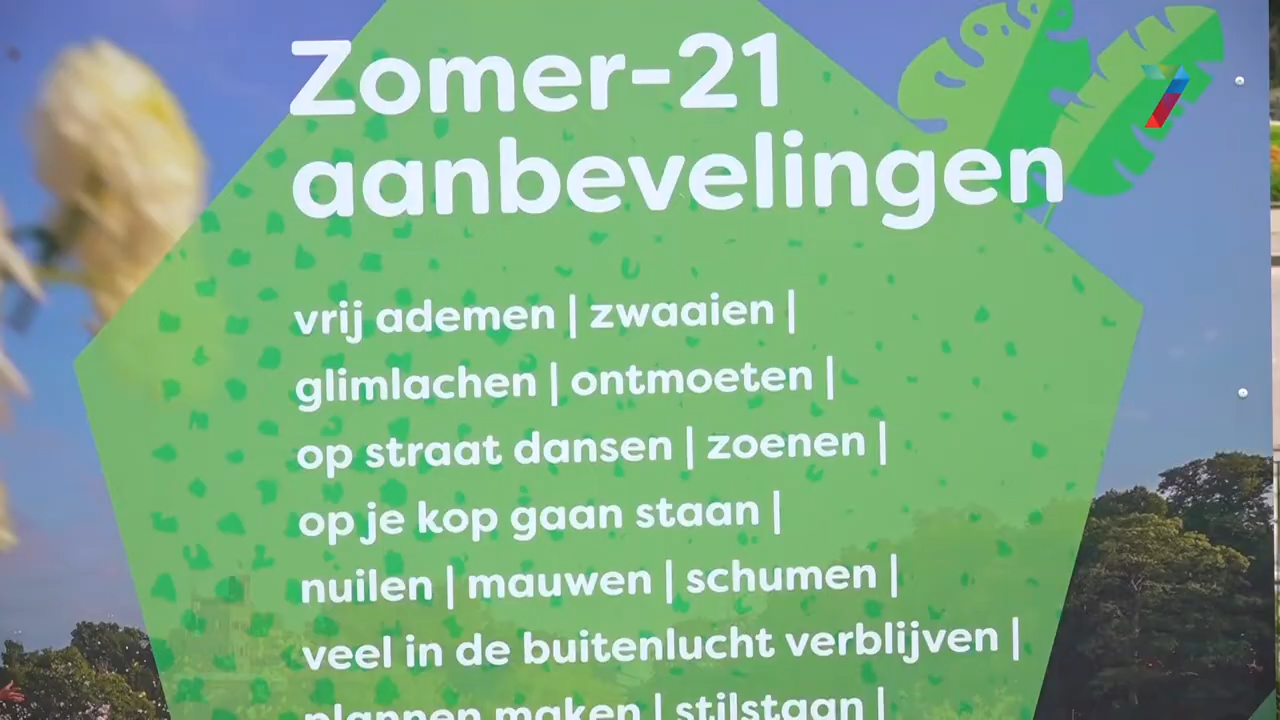 Zomer-21
aanbevelingen
vrij ademen | zwaaien |
glimlachen | ontmoeten |
op straat dansen | zoenen |
op je kop gaan staan |
nuilen | mauwen | schumen |
veel in de buitenlucht verblijven |
plannen maken | stilstaan |